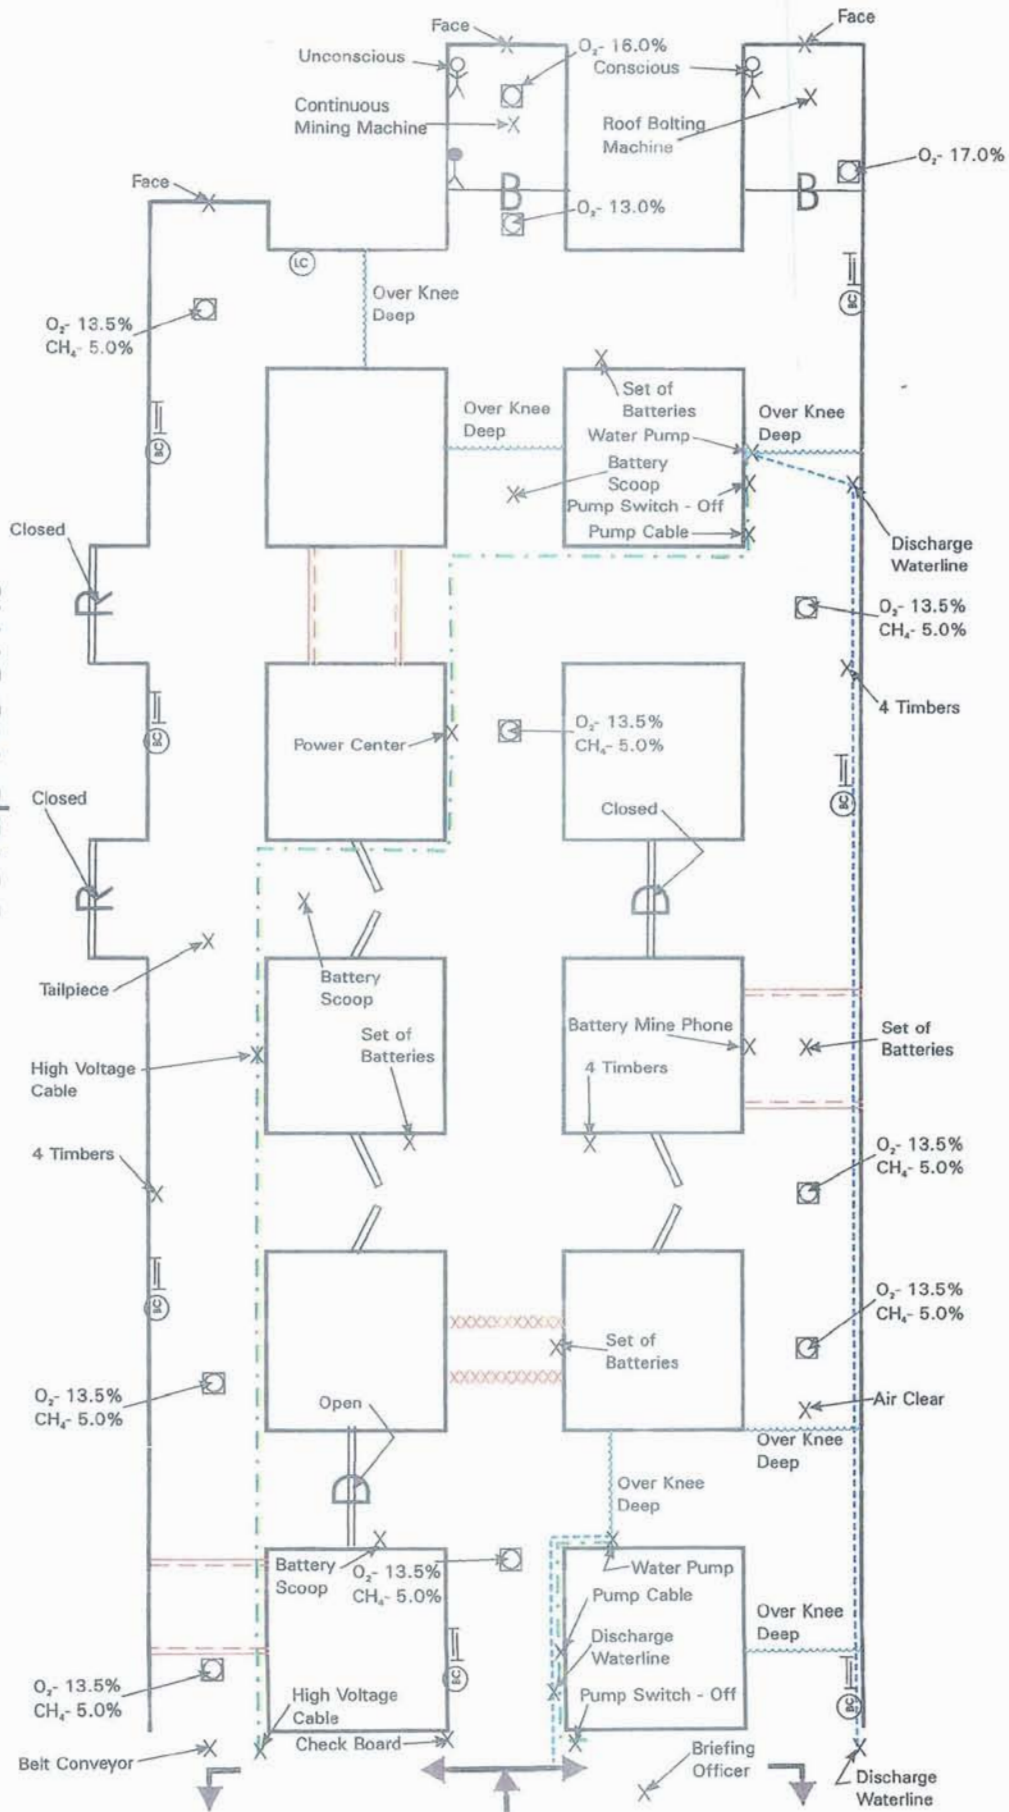 Face
Face
Unconscious
O₂- 16.0%
Conscious
Continuous
Mining Machine
Roof Bolting
Machine
O₂- 17.0%
Face
B
B
O₂- 13.0%
LC
Over Knee
Deep
BC
O₂- 13.5%
CH₄- 5.0%
Set of
Batteries
Over Knee
Deep
Over Knee
Deep
Water Pump
BC
Battery
Scoop
Pump Switch - Off
Pump Cable
Closed
Discharge
Waterline
R
O₂- 13.5%
CH₄- 5.0%
4 Timbers
BC
Power Center
O₂- 13.5%
CH₄- 5.0%
BC
Closed
Closed
R
D
Tailpiece
Battery
Scoop
Set of
Batteries
Battery Mine Phone
Set of
Batteries
High Voltage
Cable
4 Timbers
4 Timbers
O₂- 13.5%
CH₄- 5.0%
BC
O₂- 13.5%
CH₄- 5.0%
Set of
Batteries
O₂- 13.5%
CH₄- 5.0%
Open
Air Clear
Over Knee
Deep
D
Over Knee
Deep
Battery
Scoop
O₂- 13.5%
CH₄- 5.0%
Water Pump
Pump Cable
Over Knee
Deep
Discharge
Waterline
BC
O₂- 13.5%
CH₄- 5.0%
High Voltage
Cable
Pump Switch - Off
BC
Check Board
Belt Conveyor
Briefing
Officer
Discharge
Waterline